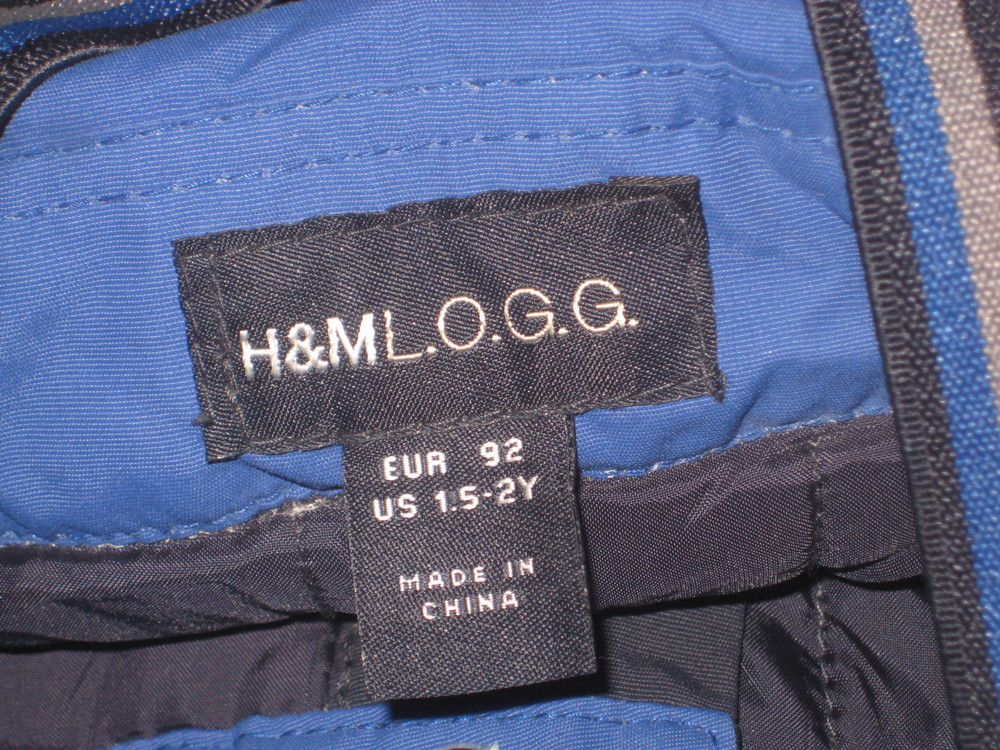 H&M L.O.G.G.
EUR 92
US 1.5-2Y
MADE IN
CHINA